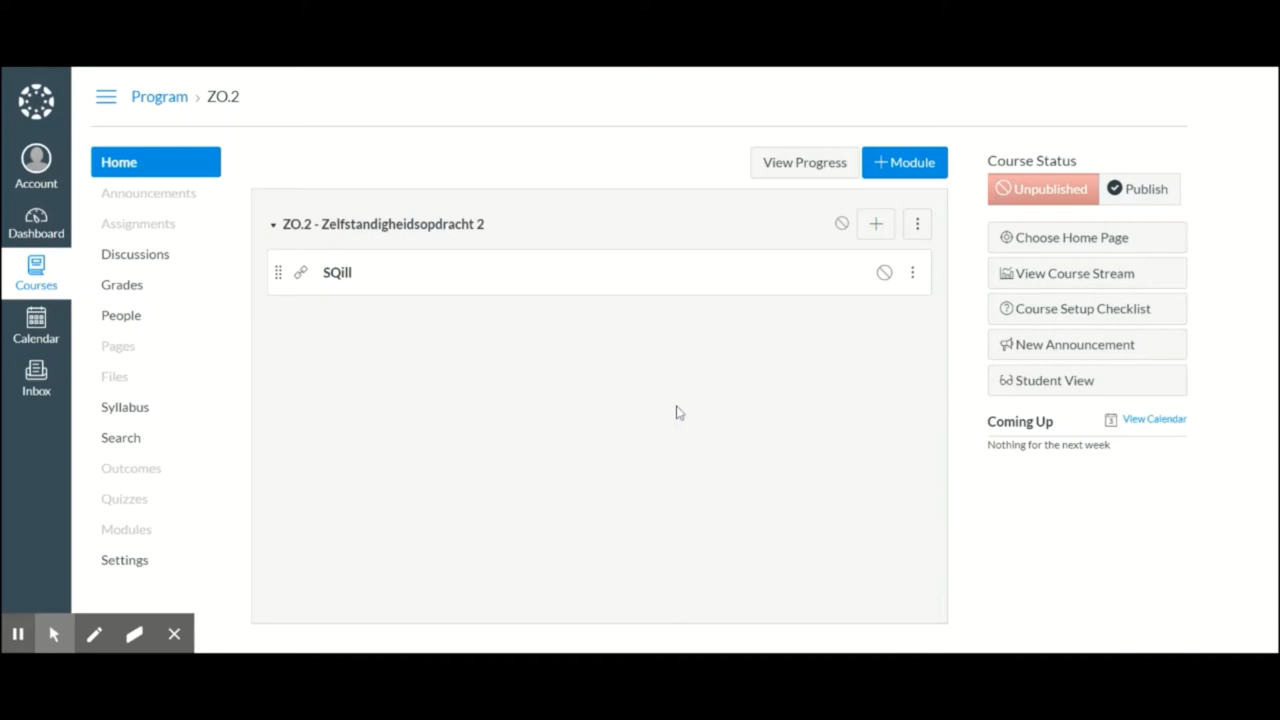 Program › ZO.2
Account
Dashboard
Courses
Calendar
Inbox
Home
Announcements
Assignments
Discussions
Grades
People
Pages
Files
Syllabus
Search
Outcomes
Quizzes
Modules
Settings
View Progress
+ Module
ZO.2 - Zelfstandigheidsopdracht 2
SQill
Course Status
Unpublished
Publish
Choose Home Page
View Course Stream
Course Setup Checklist
New Announcement
Student View
Coming Up
3 View Calendar
Nothing for the next week